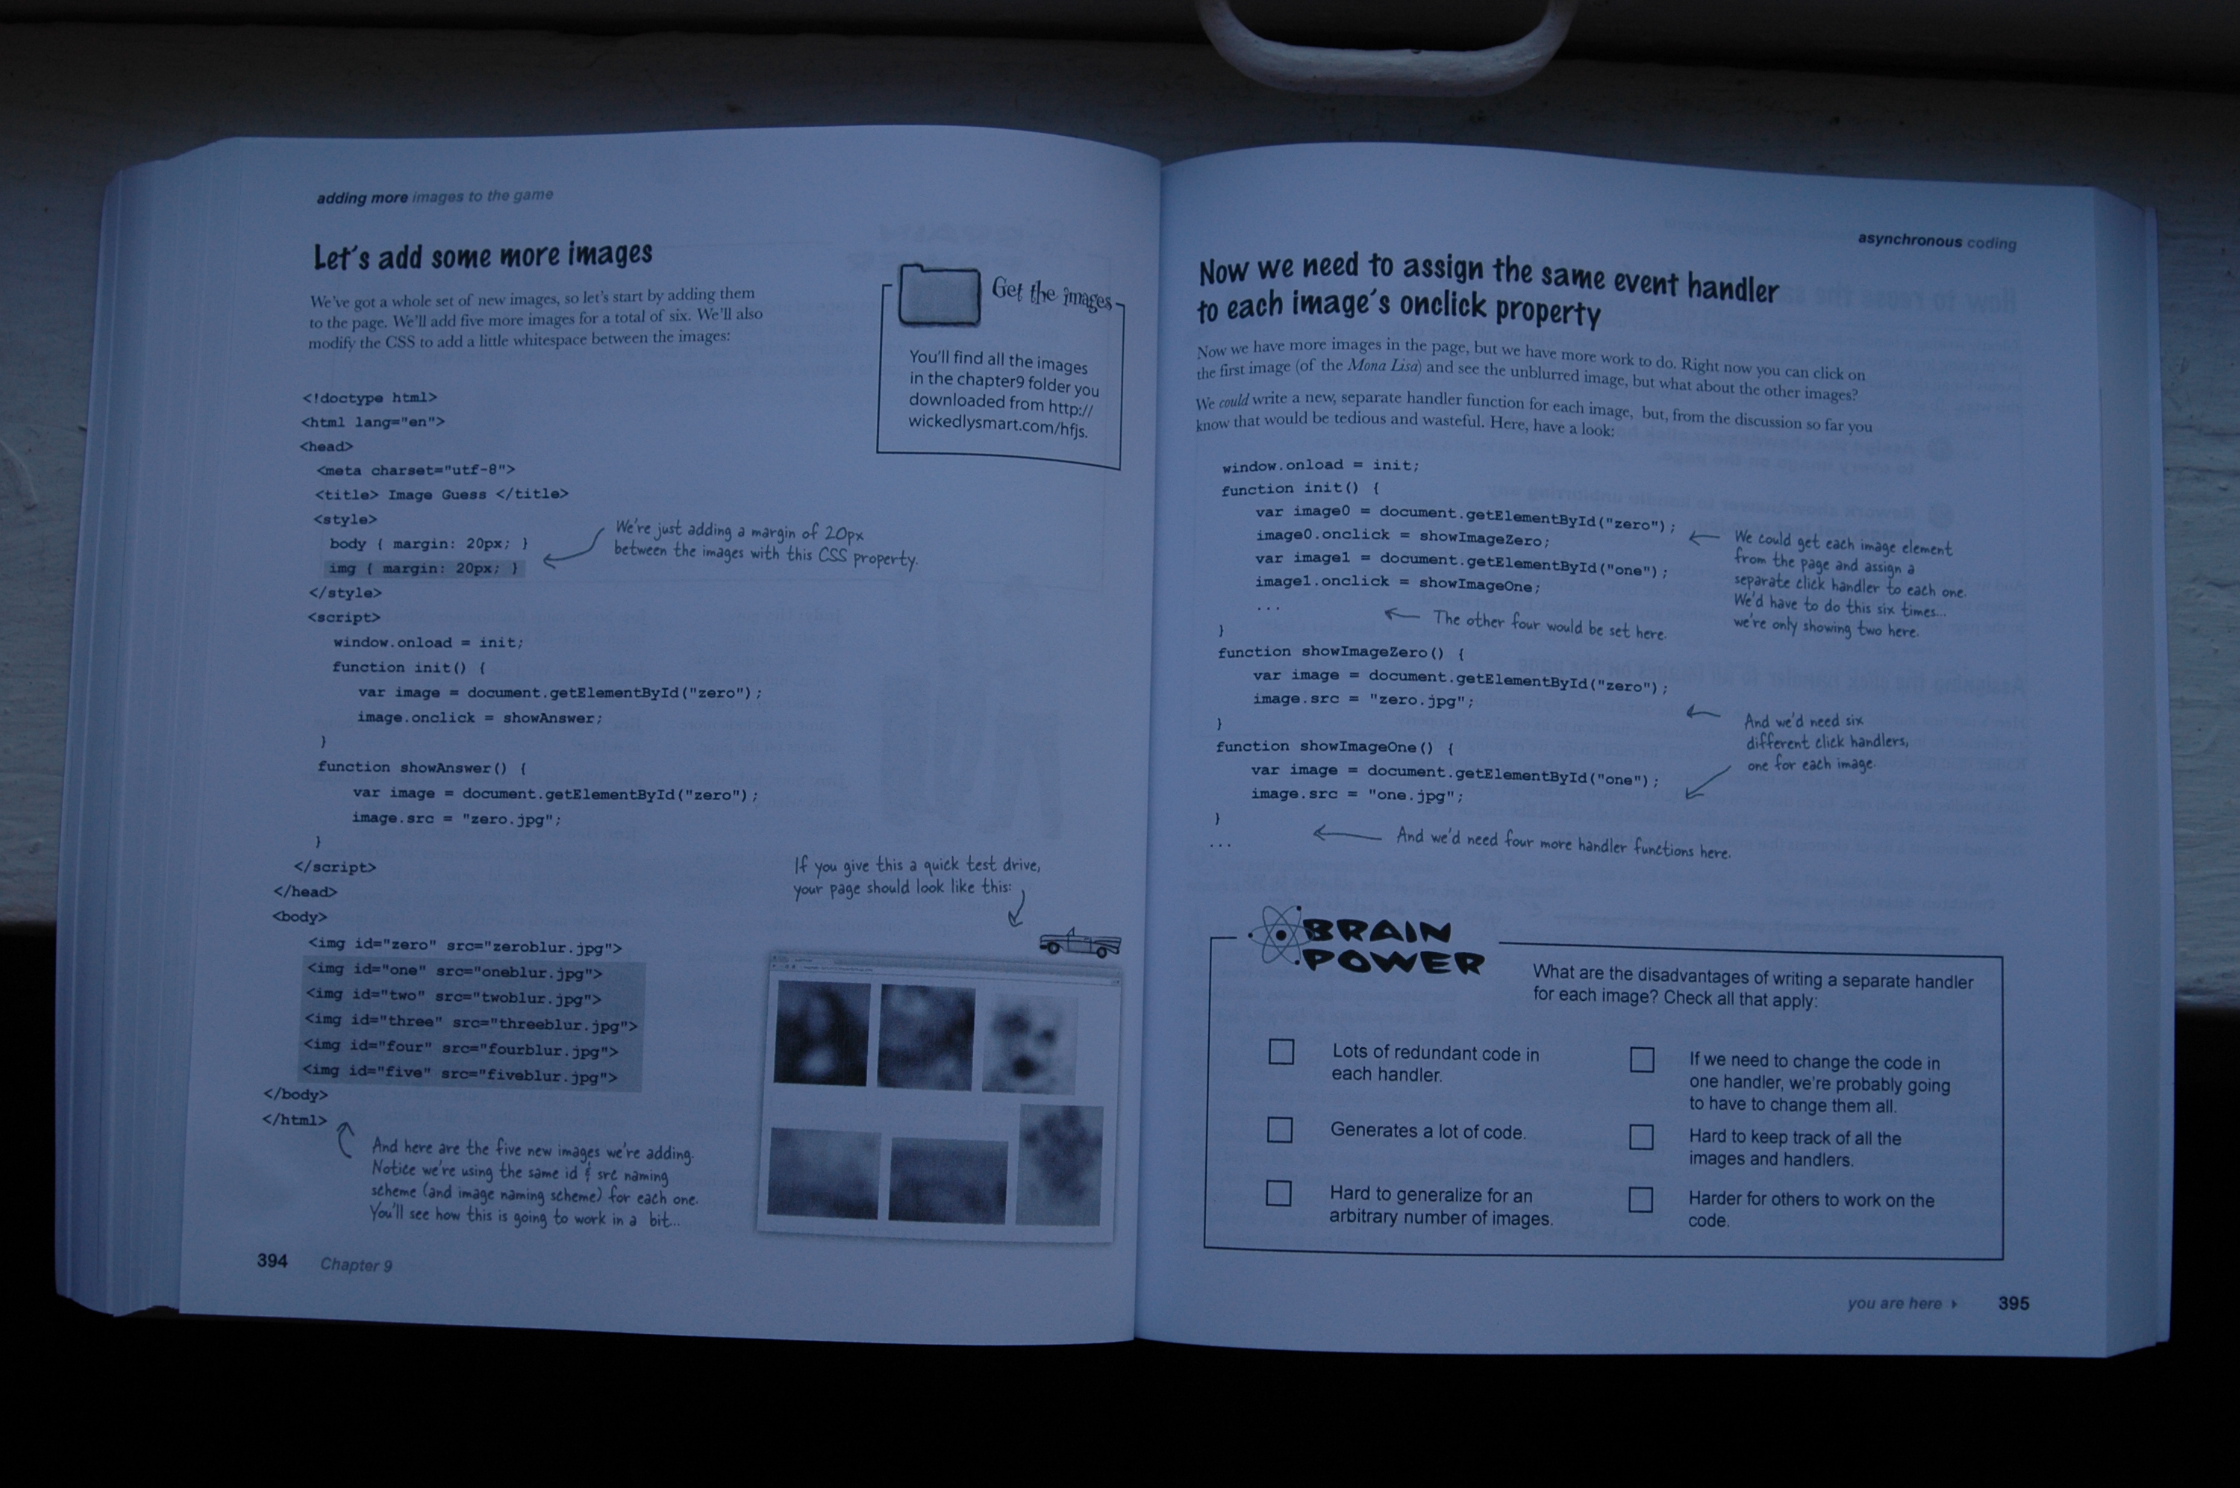 adding more images to the game
Let's add some more images
We've got a whole set of new images, so let's start by adding them
to the page. We'll add five more images for a total of six. We'll also
modify the CSS to add a little whitespace between the images:
Get the images
You'll find all the images
in the chapter9 folder you
downloaded from http://
wickedlysmart.com/hfjs.
<!doctype html>
<html lang="en">
<head>
<meta charset="utf-8">
<title> Image Guess </title>
<style>
body { margin: 20px; }
img { margin: 20px; }
We're just adding a margin of 20px
between the images with this CSS property.
</style>
<script>
window.onload = init;
function init() {
var image = document.getElementById("zero");
image.onclick = showAnswer;
}
function showAnswer() {
var image = document.getElementById("zero");
image.src = "zero.jpg";
}
</script>
</head>
<body>
<img id="zero" src="zeroblur.jpg">
<img id="one" src="oneblur.jpg">
<img id="two" src="twoblur.jpg">
<img id="three" src="threeblur.jpg">
<img id="four" src="fourblur.jpg">
<img id="five" src="fiveblur.jpg">
</body>
</html>
If you give this a quick test drive,
your page should look like this:
And here are the five new images we're adding.
Notice we're using the same id & src naming
scheme (and image naming scheme) for each one.
You'll see how this is going to work in a bit...
394 Chapter 9
asynchronous coding
Now we need to assign the same event handler
to each image's onclick property
Now we have more images in the page, but we have more work to do. Right now you can click on
the first image (of the Mona Lisa) and see the unblurred image, but what about the other images?
We could write a new, separate handler function for each image, but, from the discussion so far you
know that would be tedious and wasteful. Here, have a look:
window.onload = init;
function init() {
var image0 = document.getElementById("zero");
image0.onclick = showImageZero;
var image1 = document.getElementById("one");
image1.onclick = showImageOne;
...
}
We could get each image element
from the page and assign a
separate click handler to each one.
We'd have to do this six times...
we're only showing two here.
The other four would be set here.
function showImageZero() {
var image = document.getElementById("zero");
image.src = "zero.jpg";
}
function showImageOne() {
var image = document.getElementById("one");
image.src = "one.jpg";
}
...
And we'd need six
different click handlers,
one for each image.
And we'd need four more handler functions here.
BRAIN
POWER
What are the disadvantages of writing a separate handler
for each image? Check all that apply:
Lots of redundant code in
each handler.
Generates a lot of code.
Hard to generalize for an
arbitrary number of images.
If we need to change the code in
one handler, we're probably going
to have to change them all.
Hard to keep track of all the
images and handlers.
Harder for others to work on the
code.
you are here 395